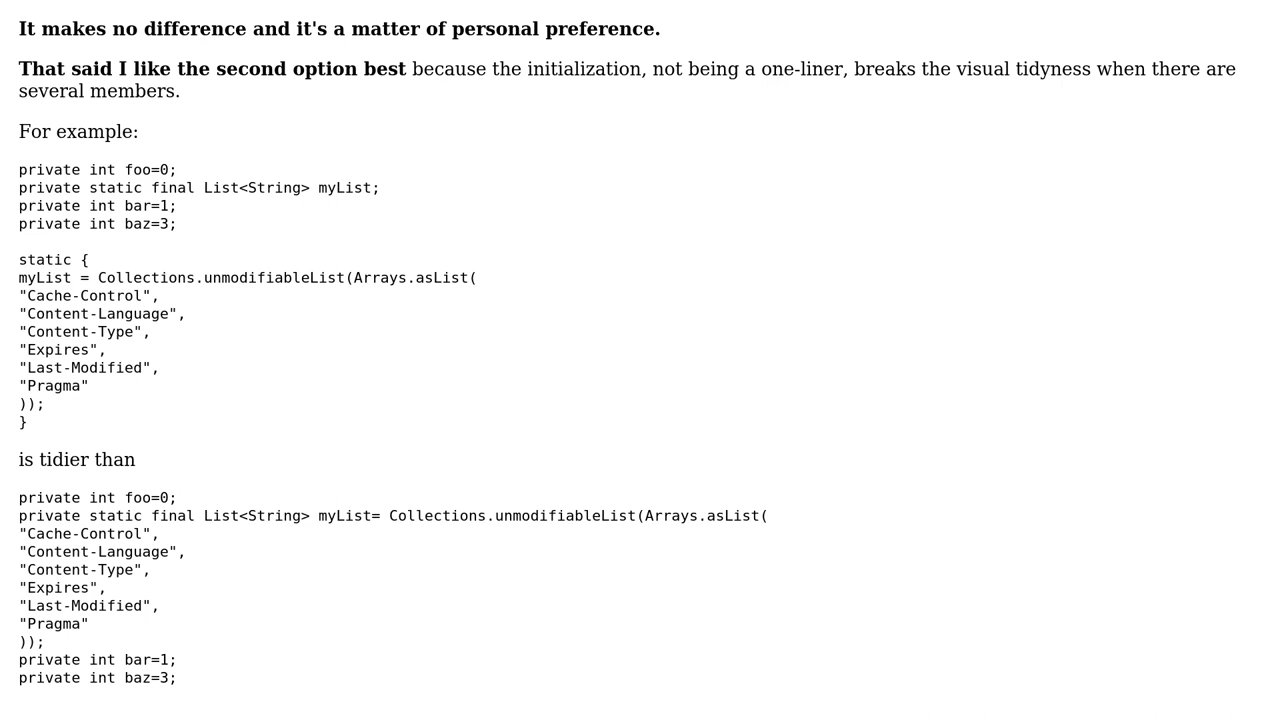 It makes no difference and it's a matter of personal preference.
That said I like the second option best because the initialization, not being a one-liner, breaks the visual tidyness when there are
several members.
For example:
private int foo=0;
private static final List<String> myList;
private int bar=1;
private int baz=3;
static {
myList = Collections.unmodifiableList(Arrays.asList(
"Cache-Control",
"Content-Language",
"Content-Type",
"Expires",
"Last-Modified",
"Pragma"
));
}
is tidier than
private int foo=0;
private static final List<String> myList= Collections.unmodifiableList(Arrays.asList(
"Cache-Control",
"Content-Language",
"Content-Type",
"Expires",
"Last-Modified",
"Pragma"
));
private int bar=1;
private int baz=3;